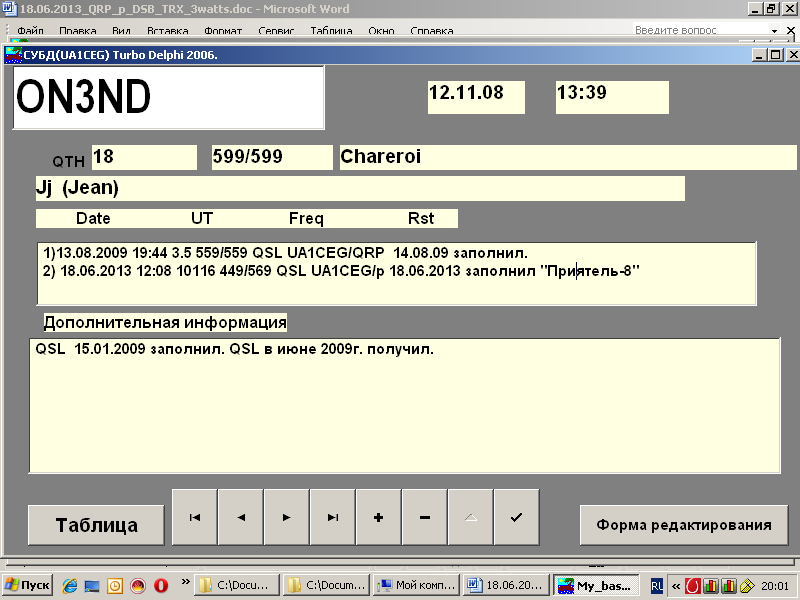 18.06.2013_QRP_p_DSB_TRX_3watts.doc - Microsoft Word
Файл Правка Вид Вставка Формат Сервис Таблица Окно Справка Введите вопрос
СУБД(UA1CEG) Turbo Delphi 2006.
ON3ND
12.11.08 13:39
QTH 18 599/599 Chareroi
Jj (Jean)
Date UT Freq Rst
1)13.08.2009 19:44 3.5 559/559 QSL UA1CEG/QRP 14.08.09 заполнил.
2) 18.06.2013 12:08 10116 449/569 QSL UA1CEG/p 18.06.2013 заполнил "Приятель-8"
Дополнительная информация
QSL 15.01.2009 заполнил. QSL в июне 2009г. получил.
Таблица Форма редактирования
Пуск C:\Docu... C:\Docum... Мой комп... 18.06.20... My_bas... RU 20:01